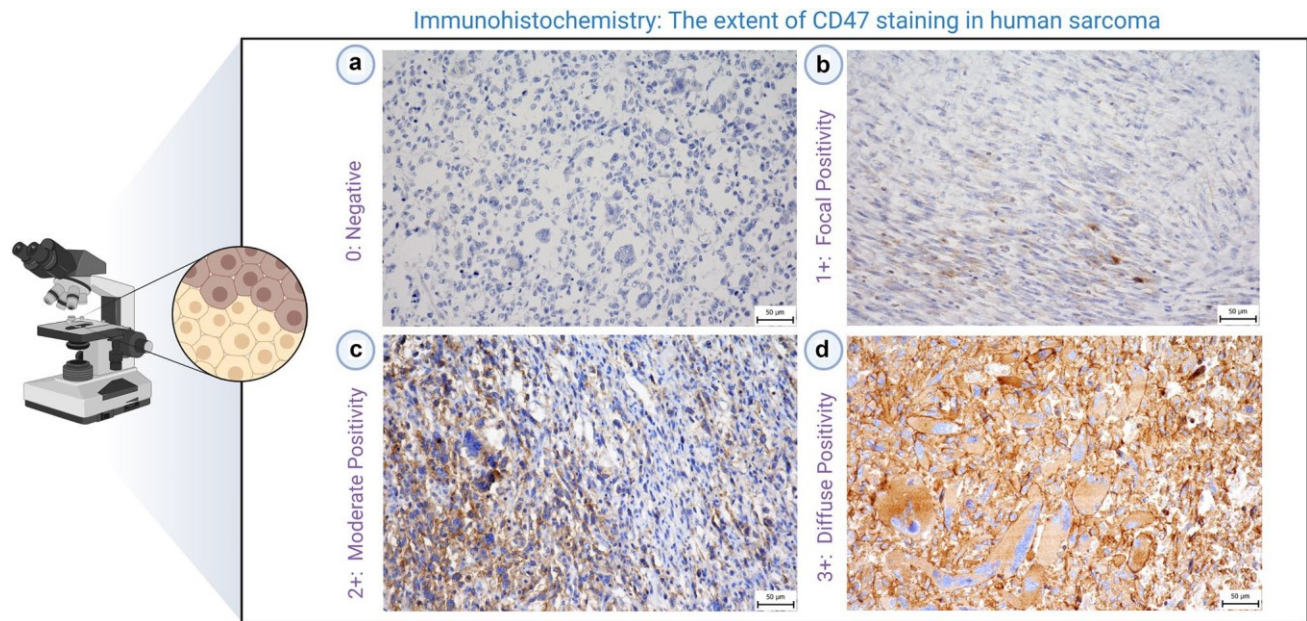 Immunohistochemistry: The extent of CD47 staining in human sarcoma
a
0: Negative
50 µm
b
1+: Focal Positivity
50 µm
c
2+: Moderate Positivity
50 µm
d
3+: Diffuse Positivity
50 µm